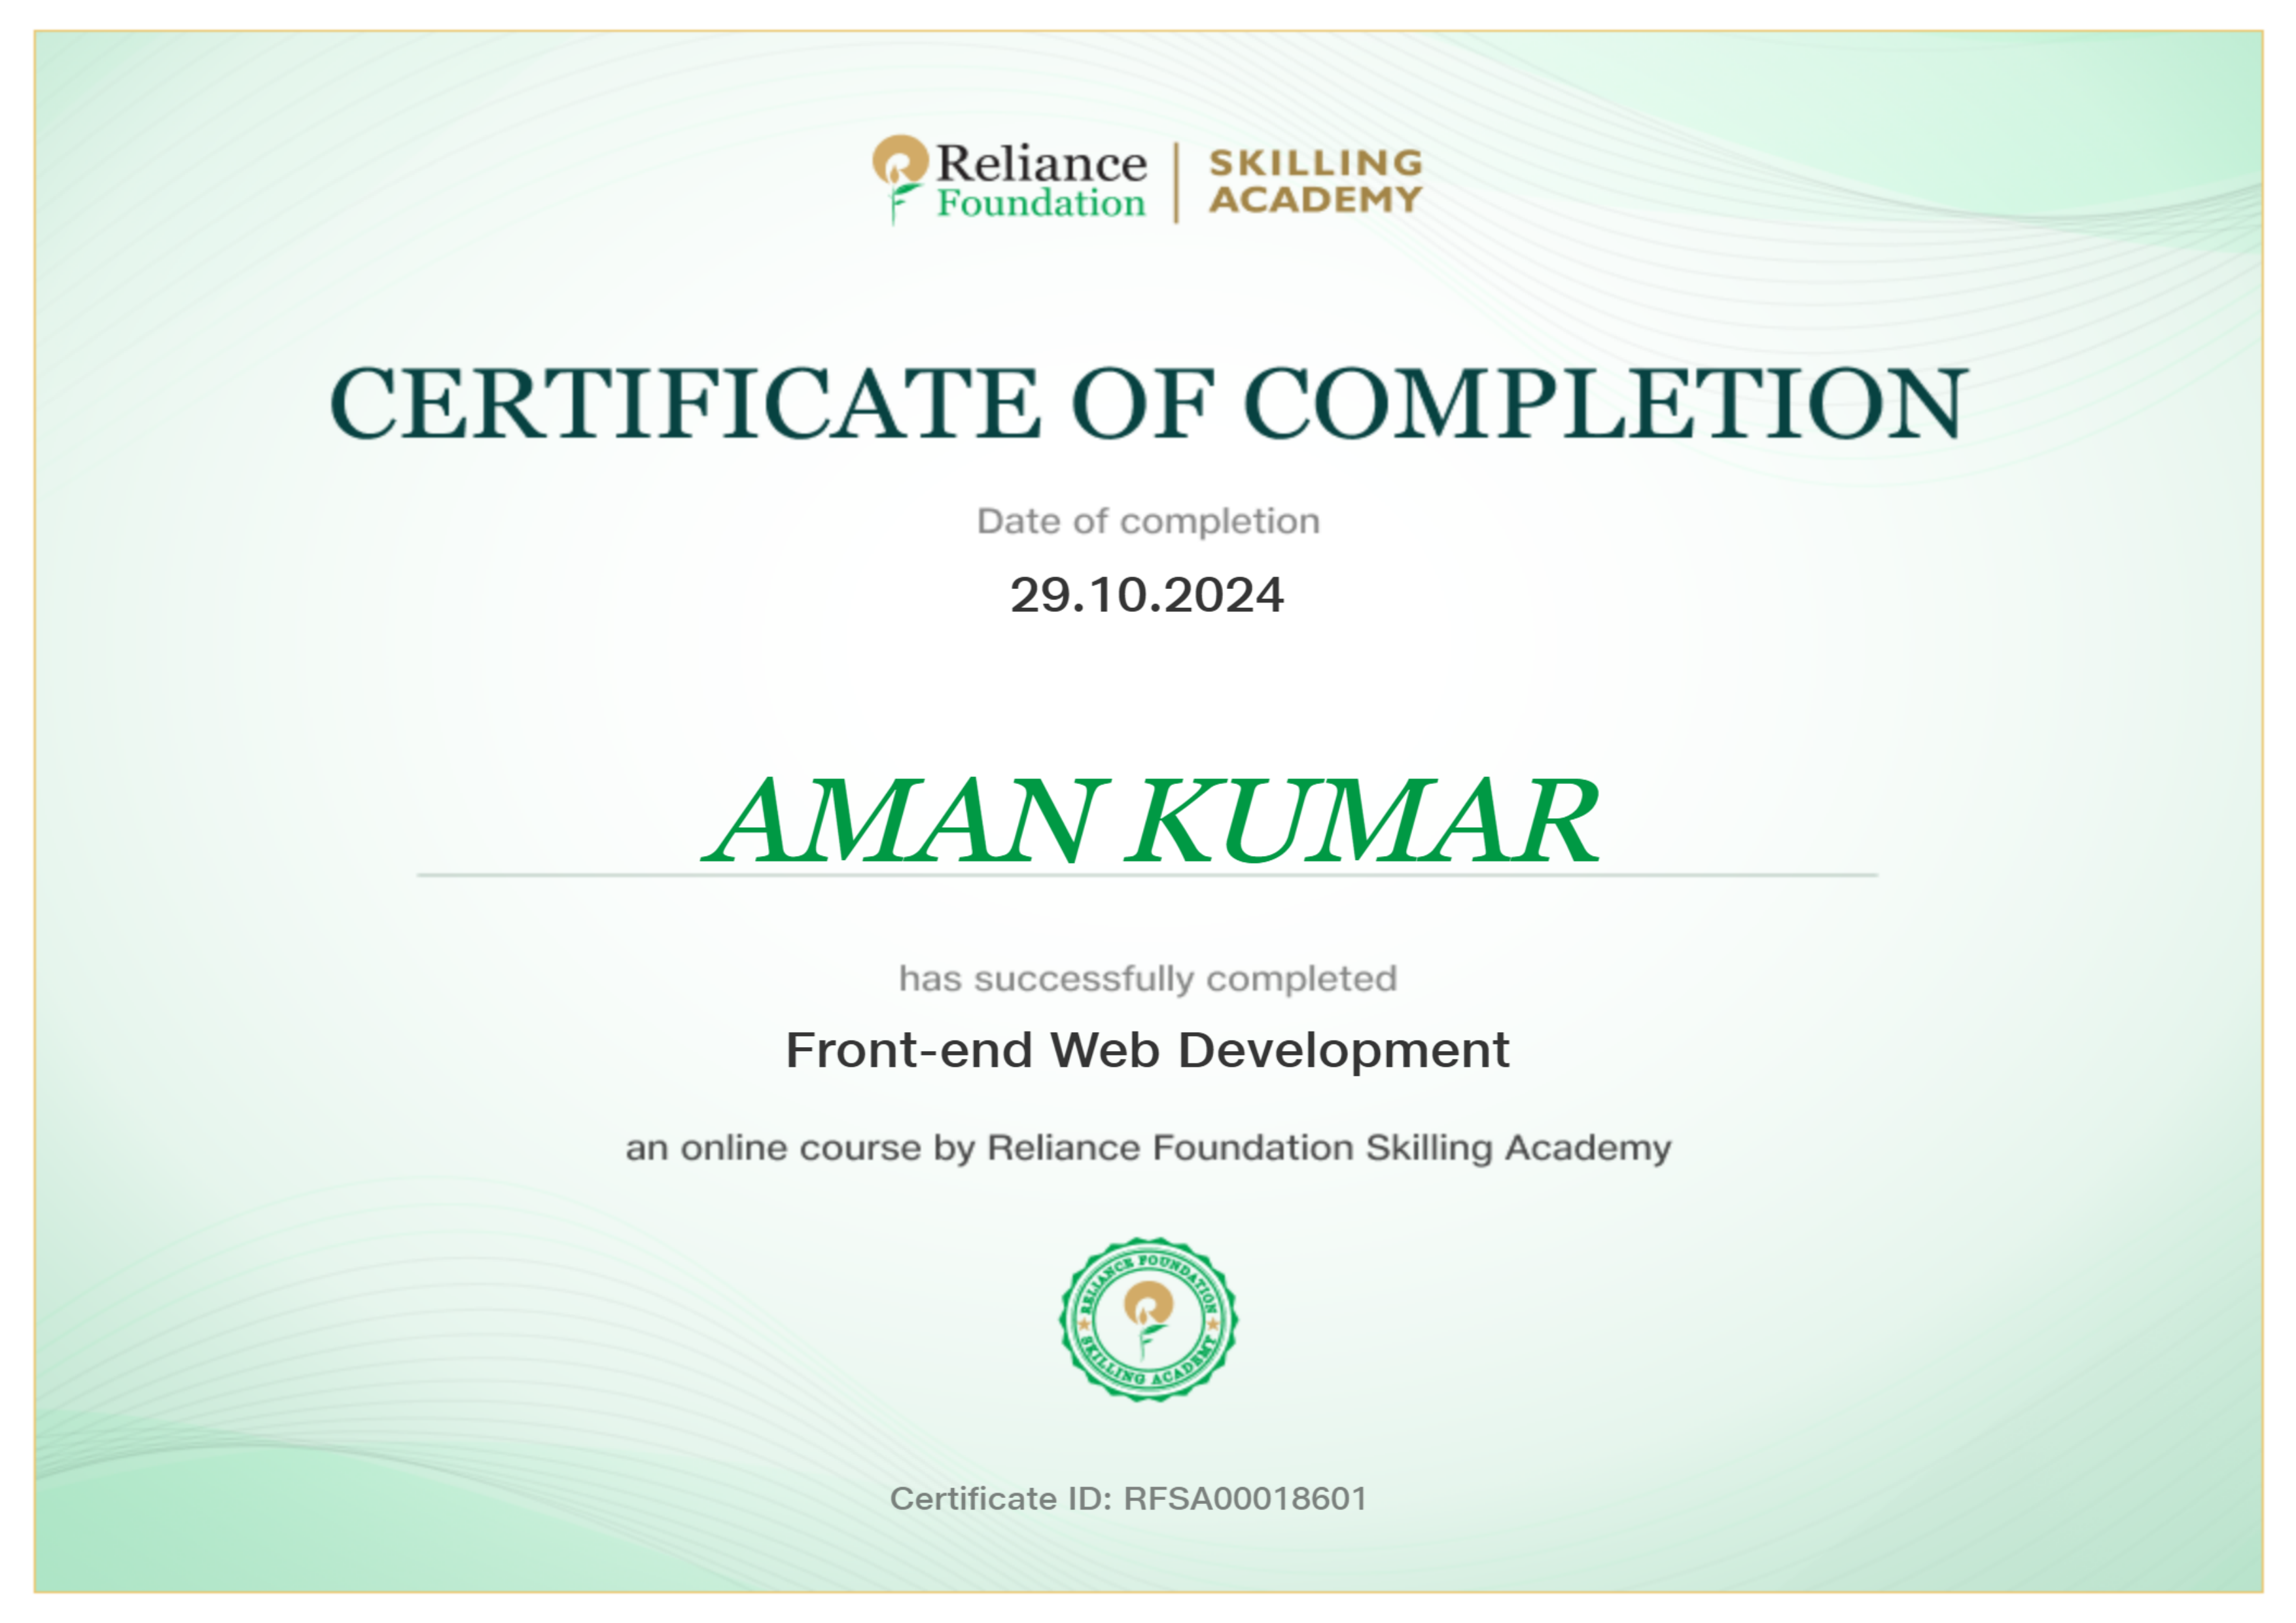 Reliance
Foundation
SKILLING
ACADEMY
CERTIFICATE OF COMPLETION
Date of completion
29.10.2024
AMAN KUMAR
has successfully completed
Front-end Web Development
an online course by Reliance Foundation Skilling Academy
RELIANCE FOUNDATION
SKILLING ACADEMY
Certificate ID: RFSA00018601